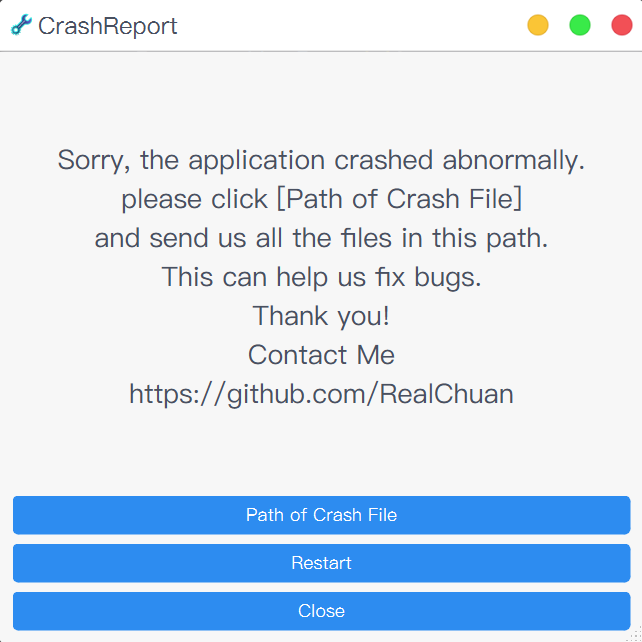 CrashReport
Sorry, the application crashed abnormally.
please click [Path of Crash File]
and send us all the files in this path.
This can help us fix bugs.
Thank you!
Contact Me
https://github.com/RealChuan
Path of Crash File
Restart
Close